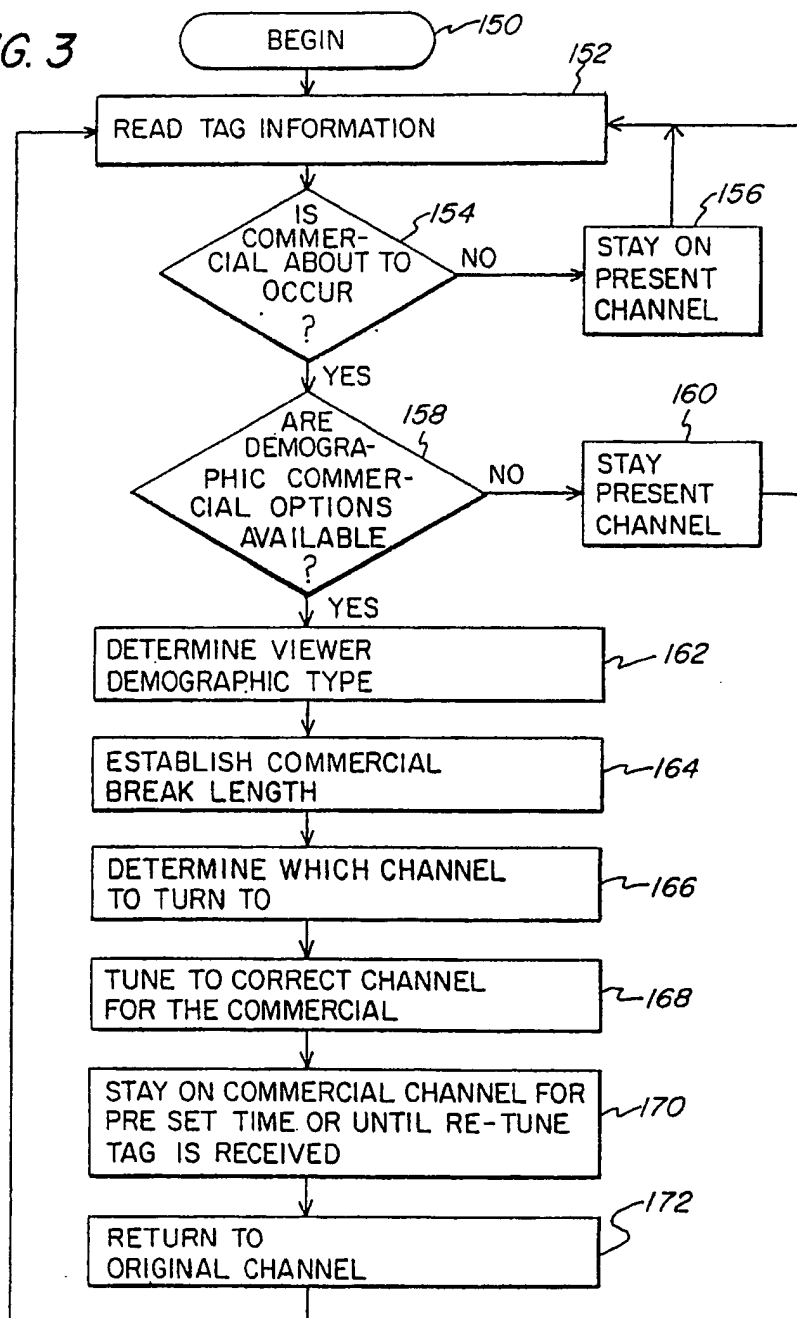 G. 3
BEGIN
150
152
READ TAG INFORMATION
IS
COMMER-
CIAL ABOUT TO
OCCUR
?
154
NO
156
STAY ON
PRESENT
CHANNEL
YES
ARE
DEMOGRA-
PHIC COMMER-
CIAL OPTIONS
AVAILABLE
?
158
NO
160
STAY
PRESENT
CHANNEL
YES
DETERMINE VIEWER
DEMOGRAPHIC TYPE
162
ESTABLISH COMMERCIAL
BREAK LENGTH
164
DETERMINE WHICH CHANNEL
TO TURN TO
166
TUNE TO CORRECT CHANNEL
FOR THE COMMERCIAL
168
STAY ON COMMERCIAL CHANNEL FOR
PRE SET TIME OR UNTIL RE-TUNE
TAG IS RECEIVED
170
RETURN TO
ORIGINAL CHANNEL
172